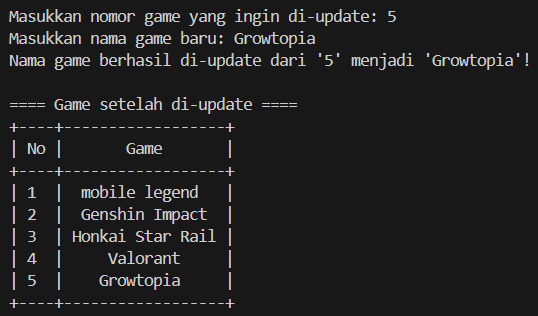 Masukkan nomor game yang ingin di-update: 5
Masukkan nama game baru: Growtopia
Nama game berhasil di-update dari '5' menjadi 'Growtopia'!

==== Game setelah di-update ====
+----+------------------+
| No |       Game       |
+----+------------------+
| 1  |  mobile legend   |
| 2  |  Genshin Impact  |
| 3  | Honkai Star Rail |
| 4  |     Valorant     |
| 5  |    Growtopia     |
+----+------------------+